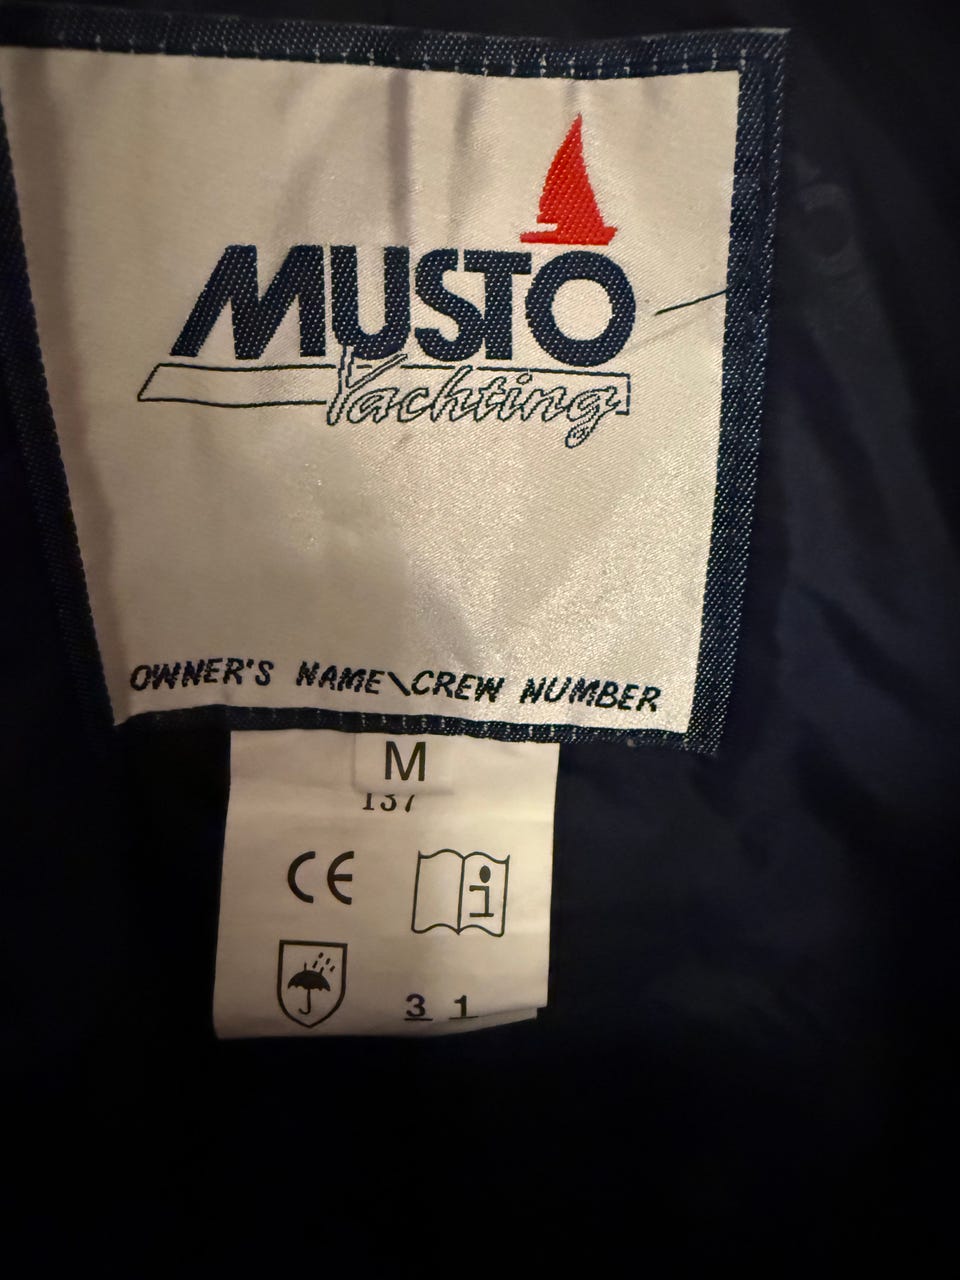 MUSTO
Yachting
OWNER'S NAME\CREW NUMBER
M
137
CE
i
3 1